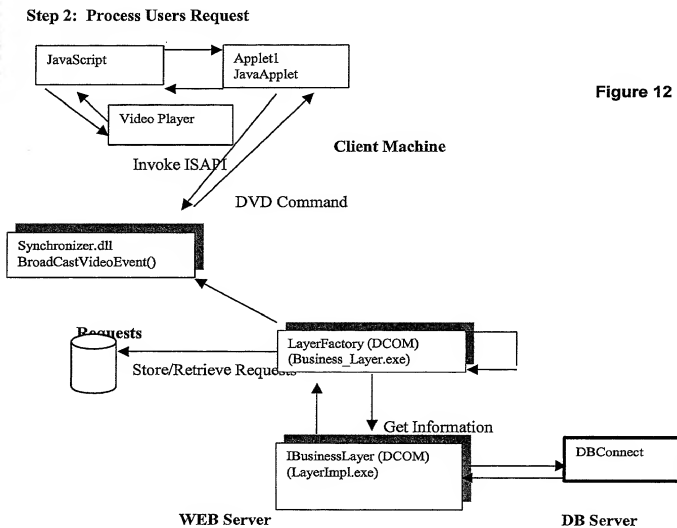 Step 2: Process Users Request
JavaScript
Applet1
JavaApplet
Figure 12
Video Player
Client Machine
Invoke ISAPI
DVD Command
Synchronizer.dll
BroadCastVideoEvent()
Requests
LayerFactory (DCOM)
(Business_Layer.exe)
Store/Retrieve Requests
Get Information
IBusinessLayer (DCOM)
(LayerImpl.exe)
DBConnect
WEB Server
DB Server